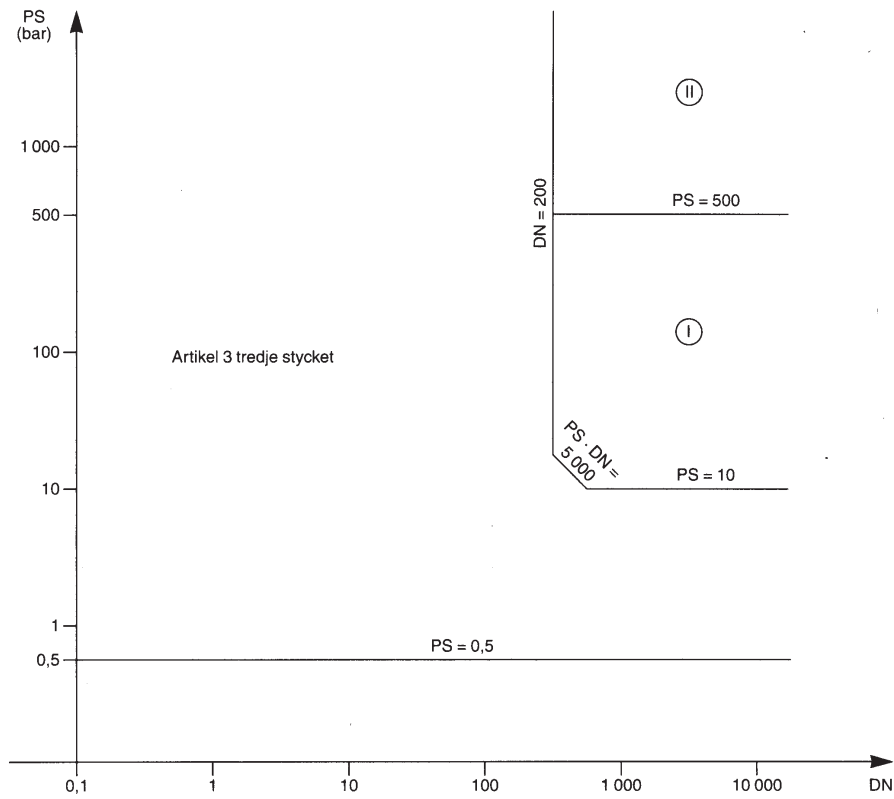 PS
(bar)
II
1 000
500
PS = 500
DN = 200
I
100
Artikel 3 tredje stycket
PS · DN =
5 000
PS = 10
10
1
PS = 0,5
0,5
0,1
1
10
100
1 000
10 000
DN